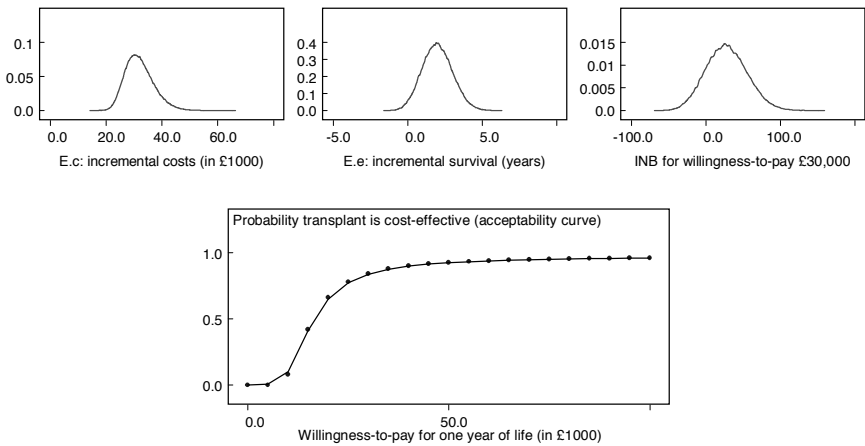 0.1
0.05
0.0
0.0 20.0 40.0 60.0
E.c: incremental costs (in £1000)
0.4
0.3
0.2
0.1
0.0
-5.0 0.0 5.0
E.e: incremental survival (years)
0.015
0.01
0.005
0.0
-100.0 0.0 100.0
INB for willingness-to-pay £30,000
Probability transplant is cost-effective (acceptability curve)
1.0
0.5
0.0
0.0 50.0
Willingness-to-pay for one year of life (in £1000)